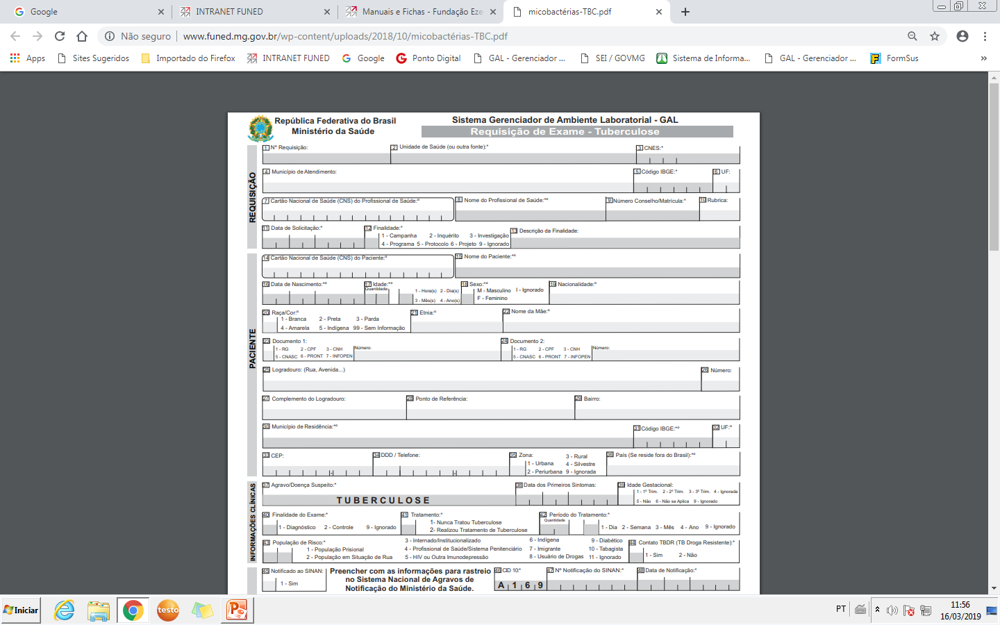 Google
INTRANET FUNED
Manuais e Fichas - Fundação Eze
micobactérias-TBC.pdf
Não seguro
www.funed.mg.gov.br/wp-content/uploads/2018/10/micobactérias-TBC.pdf
Apps Sites Sugeridos Importado do Firefox INTRANET FUNED Google Ponto Digital GAL - Gerenciador ... SEI / GOVMG Sistema de Informa... GAL - Gerenciador ... FormSus »
República Federativa do Brasil
Ministério da Saúde
Sistema Gerenciador de Ambiente Laboratorial - GAL
Requisição de Exame - Tuberculose
REQUISIÇÃO
1 Nº Requisição:
2 Unidade de Saúde (ou outra fonte):*
3 CNES:*
4 Município de Atendimento:
5 Código IBGE:*
6 UF:
7 Cartão Nacional de Saúde (CNS) do Profissional de Saúde:º
8 Nome do Profissional de Saúde:*º
9 Número Conselho/Matrícula:*
10 Rubrica:
11 Data de Solicitação:*
12 Finalidade:*
1 - Campanha 2 - Inquérito 3 - Investigação
4 - Programa 5 - Protocolo 6 - Projeto 9 - Ignorado
13 Descrição da Finalidade:
PACIENTE
14 Cartão Nacional de Saúde (CNS) do Paciente:º
15 Nome do Paciente:*º
16 Data de Nascimento:*º
17 Idade:*º
Quantidade
1 - Hora(s) 2 - Dia(s)
3 - Mês(s) 4 - Ano(s)
18 Sexo:*º
M - Masculino I - Ignorado
F - Feminino
19 Nacionalidade:º
20 Raça/Cor:º
1 - Branca 2 - Preta 3 - Parda
4 - Amarela 5 - Indígena 99 - Sem Informação
21 Etnia:º
22 Nome da Mãe:º
23 Documento 1:
1 - RG 2 - CPF 3 - CNH
5 - CNASC 6 - PRONT 7 - INFOPEN
Número:
24 Documento 2:
1 - RG 2 - CPF 3 - CNH
5 - CNASC 6 - PRONT 7 - INFOPEN
Número:
25 Logradouro: (Rua, Avenida...)
26 Número:
27 Complemento do Logradouro:
28 Ponto de Referência:
29 Bairro:
30 Município de Residência:*º
31 Código IBGE:*º
32 UF:º
33 CEP:
34 DDD / Telefone:
35 Zona:
1 - Urbana
2 - Periurbana
3 - Rural
4 - Silvestre
9 - Ignorada
36 País (Se reside fora do Brasil):*º
INFORMAÇÕES CLÍNICAS
37 Agravo/Doença Suspeito:*
TUBERCULOSE
38 Data dos Primeiros Sintomas:
39 Idade Gestacional:
1 - 1º Trim. 2 - 2º Trim. 3 - 3º Trim. 4 - Ignorada
5 - Não 6 - Não se Aplica 9 - Ignorado
40 Finalidade do Exame:*
1 - Diagnóstico 2 - Controle 9 - Ignorado
41 Tratamento:*
1- Nunca Tratou Tuberculose
2- Realizou Tratamento de Tuberculose
42 Período do Tratamento:*
Quantidade
1 - Dia 2 - Semana 3 - Mês 4 - Ano 9 - Ignorado
43 População de Risco:*
1 - População Prisional
2 - População em Situação de Rua
3 - Internado/Institucionalizado
4 - Profissional de Saúde/Sistema Penitenciário
5 - HIV ou Outra Imunodepressão
6 - Indígena
7 - Imigrante
8 - Usuário de Drogas
9 - Diabético
10 - Tabagista
11 - Ignorado
44 Contato TBDR (TB Droga Resistente):*
1 - Sim 2 - Não
45 Notificado ao SINAN:
1 - Sim
Preencher com as informações para rastreio
no Sistema Nacional de Agravos de
Notificação do Ministério da Saúde.
46 CID 10:*
A 1 6 9
47 Nº Notificação do SINAN:*
48 Data de Notificação:*
Iniciar
testo
PT
11:56
16/03/2019